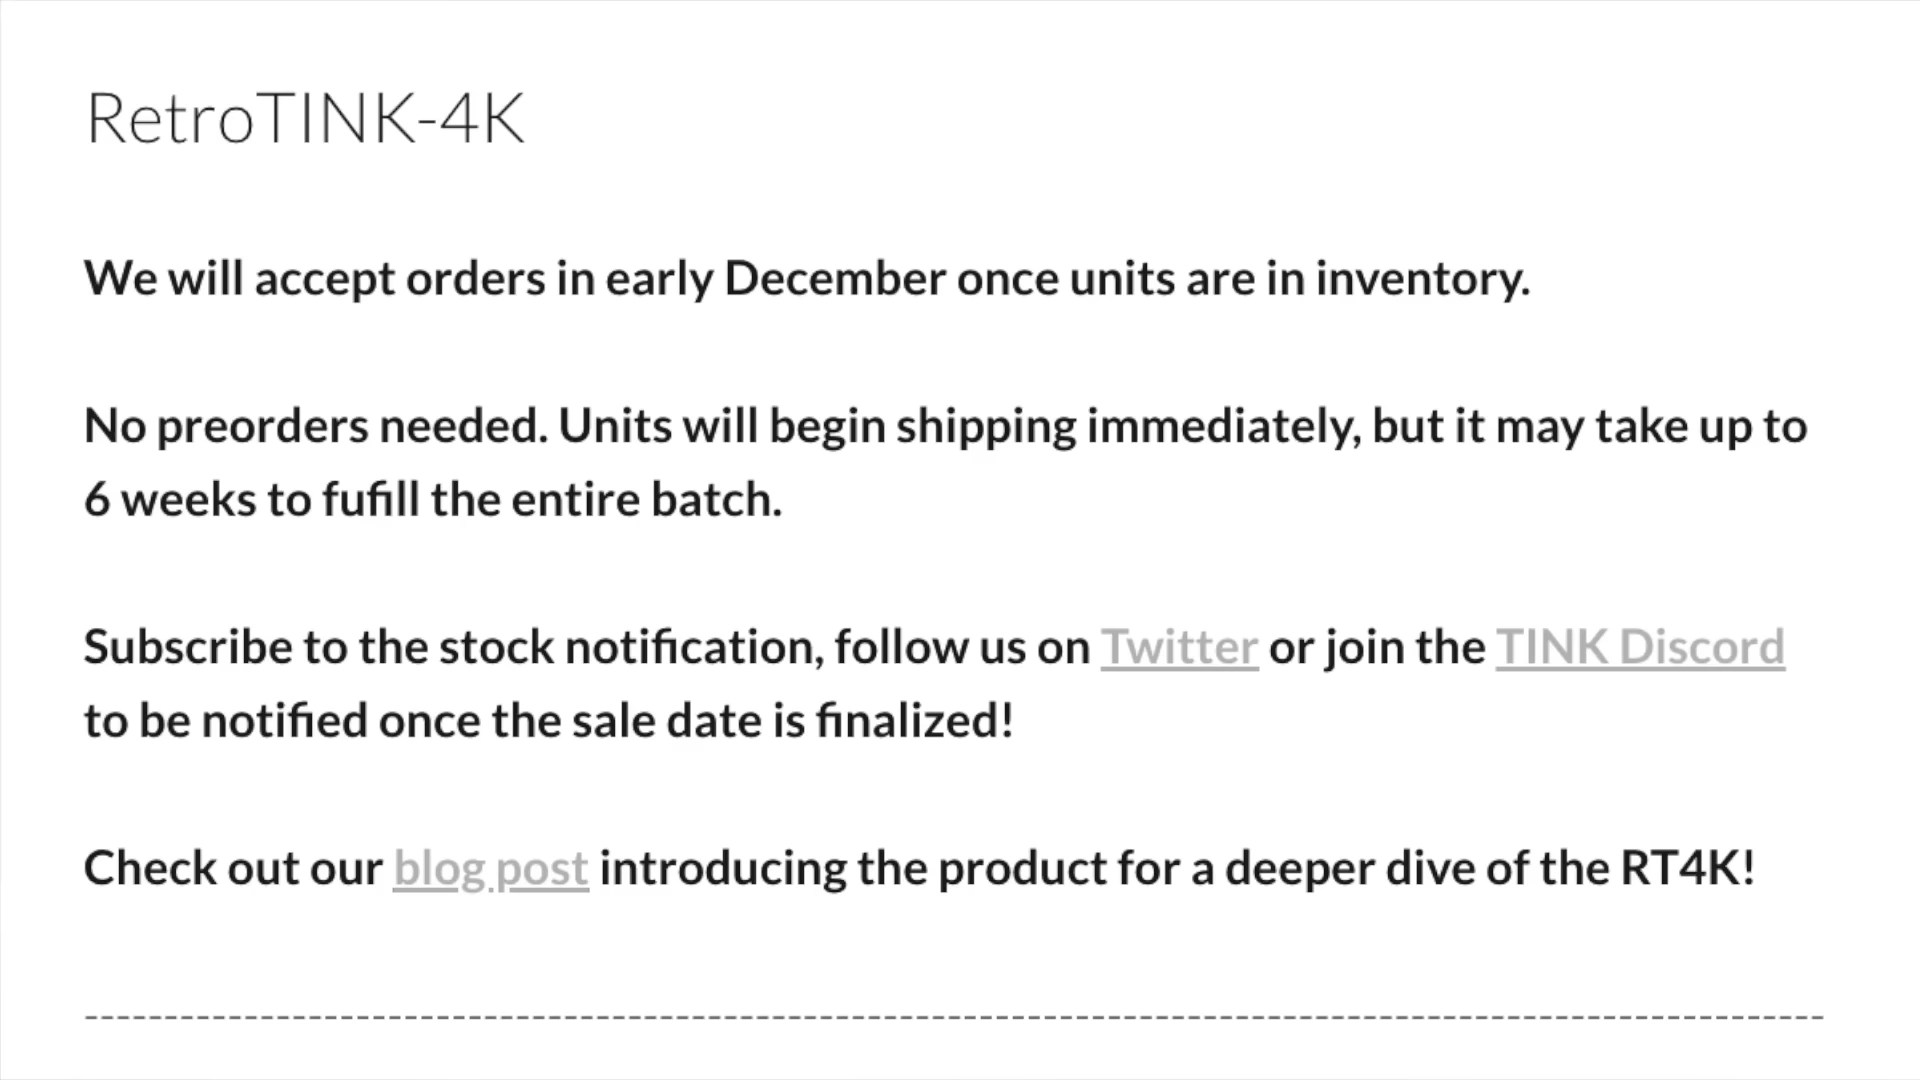 RetroTINK-4K
We will accept orders in early December once units are in inventory.
No preorders needed. Units will begin shipping immediately, but it may take up to
6 weeks to fufill the entire batch.
Subscribe to the stock notification, follow us on Twitter or join the TINK Discord
to be notified once the sale date is finalized!
Check out our blog post introducing the product for a deeper dive of the RT4K!